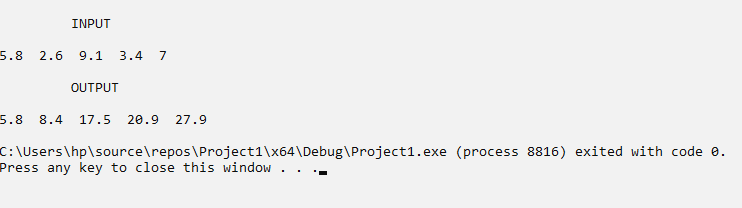 INPUT
5.8  2.6  9.1  3.4  7
OUTPUT
5.8  8.4  17.5  20.9  27.9
C:\Users\hp\source\repos\Project1\x64\Debug\Project1.exe (process 8816) exited with code 0.
Press any key to close this window . . .